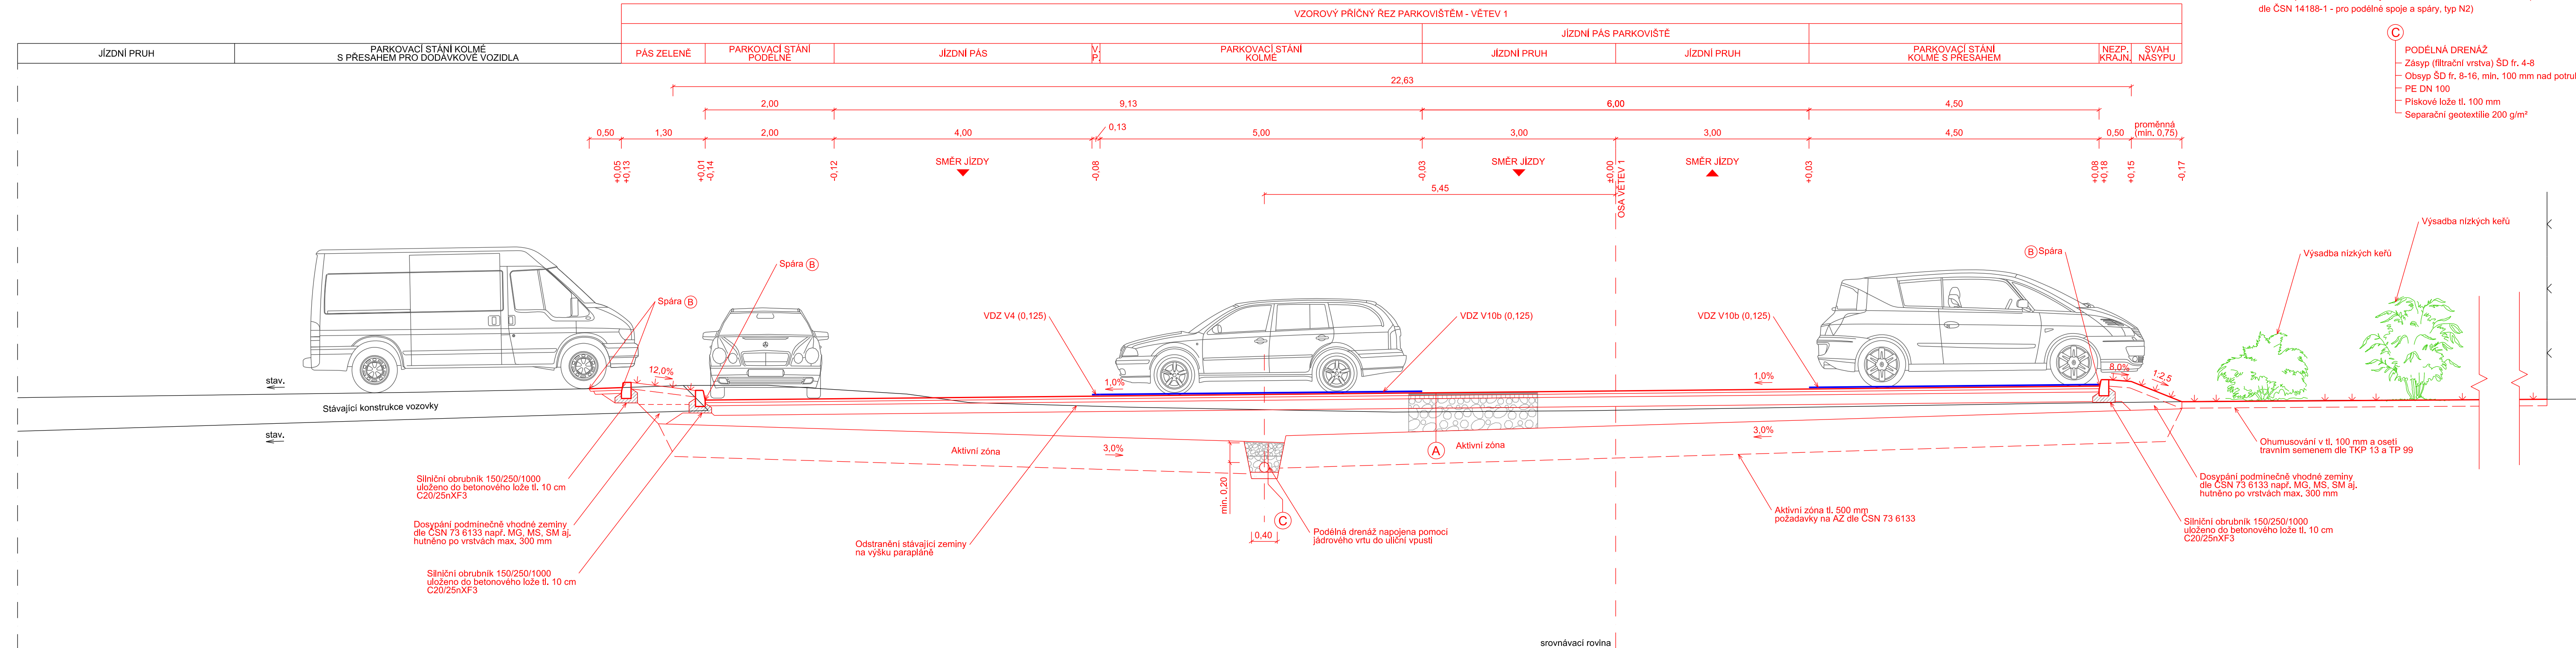 VZOROVÝ PŘÍČNÝ ŘEZ PARKOVIŠTĚM - VĚTEV 1
JÍZDNÍ PÁS PARKOVIŠTĚ
JÍZDNÍ PRUH
PARKOVACÍ STÁNÍ KOLMÉ
S PŘESAHEM PRO DODÁVKOVÉ VOZIDLA
PÁS ZELENĚ
PARKOVACÍ STÁNÍ
PODÉLNÉ
JÍZDNÍ PÁS
V.
P.
PARKOVACÍ STÁNÍ
KOLMÉ
JÍZDNÍ PRUH
JÍZDNÍ PRUH
PARKOVACÍ STÁNÍ
KOLMÉ S PŘESAHEM
NEZP.
KRAJN.
SVAH
NÁSYPU
dle ČSN 14188-1 - pro podélné spoje a spáry, typ N2)
C
PODÉLNÁ DRENÁŽ
Zásyp (filtrační vrstva) ŠD fr. 4-8
Obsyp ŠD fr. 8-16, min. 100 mm nad potrubí
PE DN 100
Pískové lože tl. 100 mm
Separační geotextilie 200 g/m²
22,63
2,00
9,13
6,00
4,50
0,50
1,30
2,00
4,00
0,13
5,00
3,00
3,00
4,50
0,50
proměnná
(min. 0,75)
+0,05
+0,13
+0,01
-0,14
-0,12
SMĚR JÍZDY
-0,08
-0,03
SMĚR JÍZDY
±0,00
OSA VĚTEV 1
SMĚR JÍZDY
+0,03
+0,08
+0,18
+0,15
-0,17
5,45
Výsadba nízkých keřů
Výsadba nízkých keřů
Spára B
Spára B
B Spára
VDZ V4 (0,125)
VDZ V10b (0,125)
VDZ V10b (0,125)
stav.
12,0%
1,0%
1,0%
8,0%
1:2,5
Stávající konstrukce vozovky
stav.
Aktivní zóna
3,0%
A
Aktivní zóna
3,0%
min. 0,20
C
0,40
Silniční obrubník 150/250/1000
uloženo do betonového lože tl. 10 cm
C20/25nXF3
Dosypání podmínečně vhodné zeminy
dle ČSN 73 6133 např. MG, MS, SM aj.
hutněno po vrstvách max. 300 mm
Silniční obrubník 150/250/1000
uloženo do betonového lože tl. 10 cm
C20/25nXF3
Odstranění stávající zeminy
na výšku parapláně
Podélná drenáž napojena pomocí
jádrového vrtu do uliční vpusti
Aktivní zóna tl. 500 mm
požadavky na AZ dle ČSN 73 6133
Ohumusování v tl. 100 mm a osetí
travním semenem dle TKP 13 a TP 99
Dosypání podmínečně vhodné zeminy
dle ČSN 73 6133 např. MG, MS, SM aj.
hutněno po vrstvách max. 300 mm
Silniční obrubník 150/250/1000
uloženo do betonového lože tl. 10 cm
C20/25nXF3
srovnávací rovina